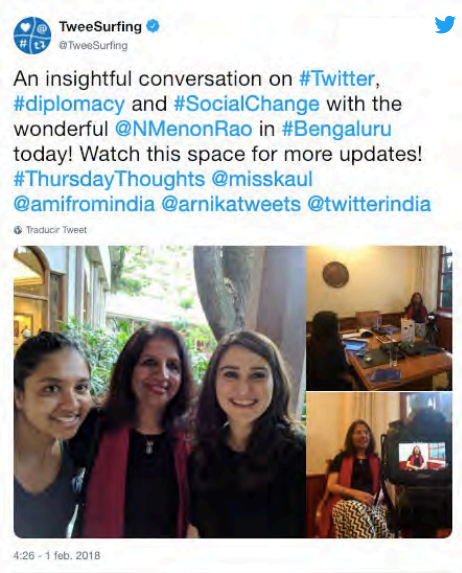 TweeSurfing
@TweeSurfing
An insightful conversation on #Twitter,
#diplomacy and #SocialChange with the
wonderful @NMenonRao in #Bengaluru
today! Watch this space for more updates!
#ThursdayThoughts @misskaul
@amifromindia @arnikatweets @twitterindia
Traducir Tweet
4:26 - 1 feb. 2018